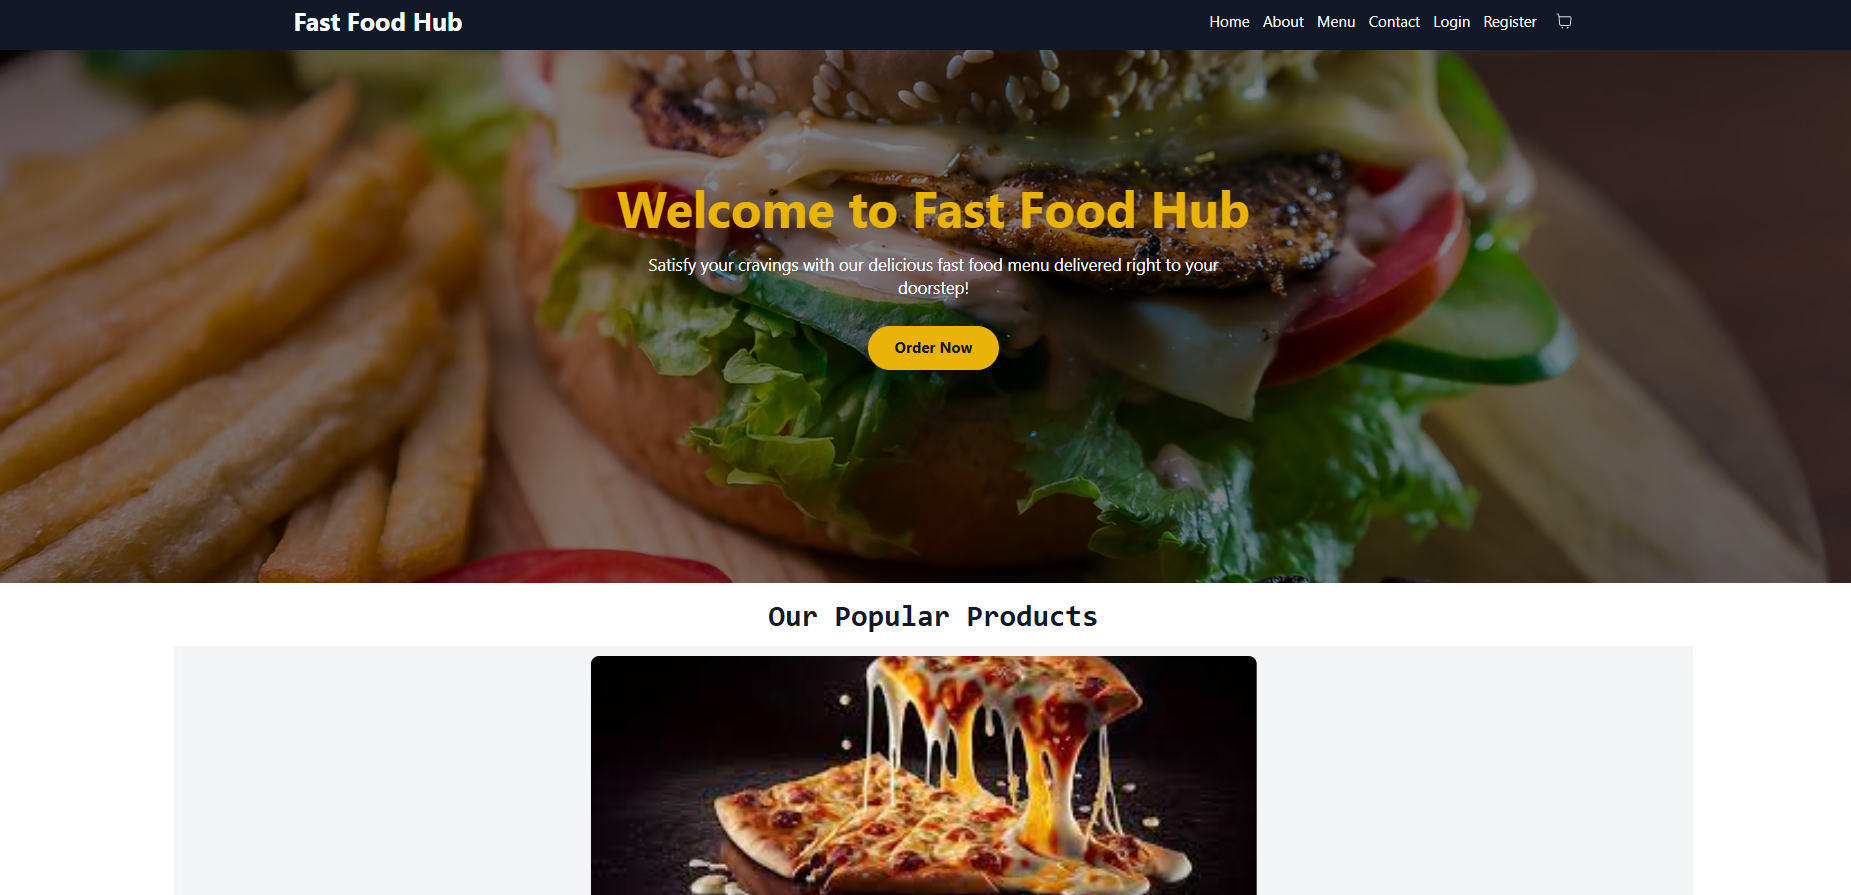 Fast Food Hub
Home About Menu Contact Login Register
Welcome to Fast Food Hub
Satisfy your cravings with our delicious fast food menu delivered right to your
doorstep!
Order Now
Our Popular Products